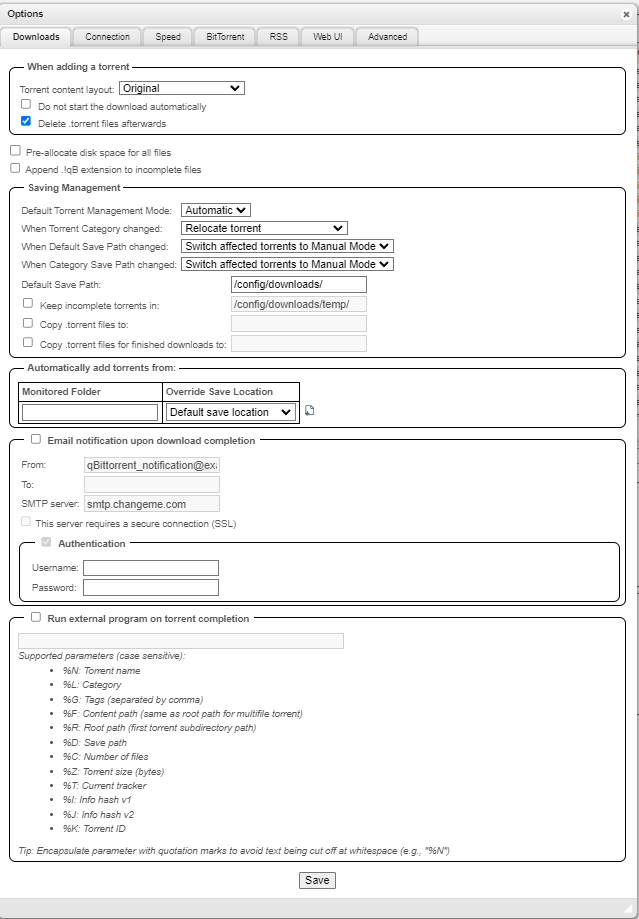 Options
Downloads Connection Speed BitTorrent RSS Web UI Advanced
When adding a torrent
Torrent content layout: Original
Do not start the download automatically
Delete .torrent files afterwards
Pre-allocate disk space for all files
Append .!qB extension to incomplete files
Saving Management
Default Torrent Management Mode: Automatic
When Torrent Category changed: Relocate torrent
When Default Save Path changed: Switch affected torrents to Manual Mode
When Category Save Path changed: Switch affected torrents to Manual Mode
Default Save Path: /config/downloads/
Keep incomplete torrents in: /config/downloads/temp/
Copy .torrent files to:
Copy .torrent files for finished downloads to:
Automatically add torrents from:
Monitored Folder Override Save Location
Default save location
Email notification upon download completion
From: qBittorrent_notification@exa
To:
SMTP server: smtp.changeme.com
This server requires a secure connection (SSL)
Authentication
Username:
Password:
Run external program on torrent completion
Supported parameters (case sensitive):
• %N: Torrent name
• %L: Category
• %G: Tags (separated by comma)
• %F: Content path (same as root path for multifile torrent)
• %R: Root path (first torrent subdirectory path)
• %D: Save path
• %C: Number of files
• %Z: Torrent size (bytes)
• %T: Current tracker
• %I: Info hash v1
• %J: Info hash v2
• %K: Torrent ID
Tip: Encapsulate parameter with quotation marks to avoid text being cut off at whitespace (e.g., "%N")
Save